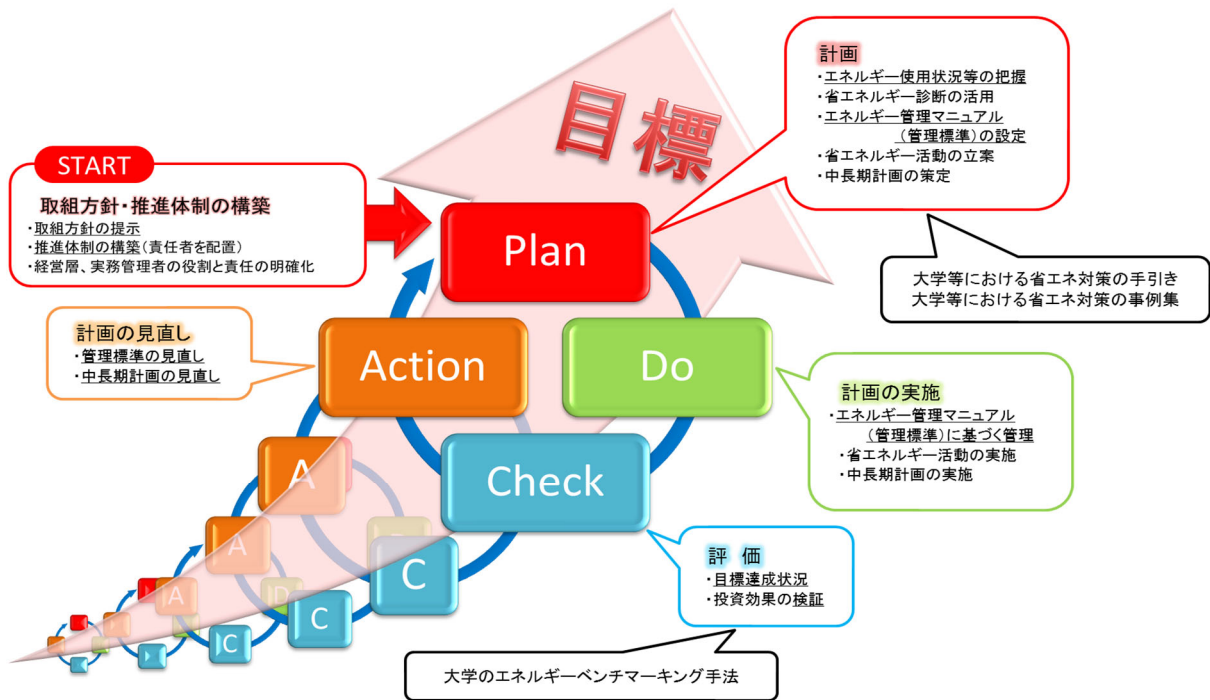 目標
START
取組方針・推進体制の構築
・取組方針の提示
・推進体制の構築(責任者を配置)
・経営層、実務管理者の役割と責任の明確化
計画
・エネルギー使用状況等の把握
・省エネルギー診断の活用
・エネルギー管理マニュアル
(管理標準)の設定
・省エネルギー活動の立案
・中長期計画の策定
大学等における省エネ対策の手引き
大学等における省エネ対策の事例集
Plan
計画の見直し
・管理標準の見直し
・中長期計画の見直し
Action
Do
計画の実施
・エネルギー管理マニュアル
(管理標準)に基づく管理
・省エネルギー活動の実施
・中長期計画の実施
Check
評 価
・目標達成状況
・投資効果の検証
大学のエネルギーベンチマーキング手法
A
A
C
A
D
C
C